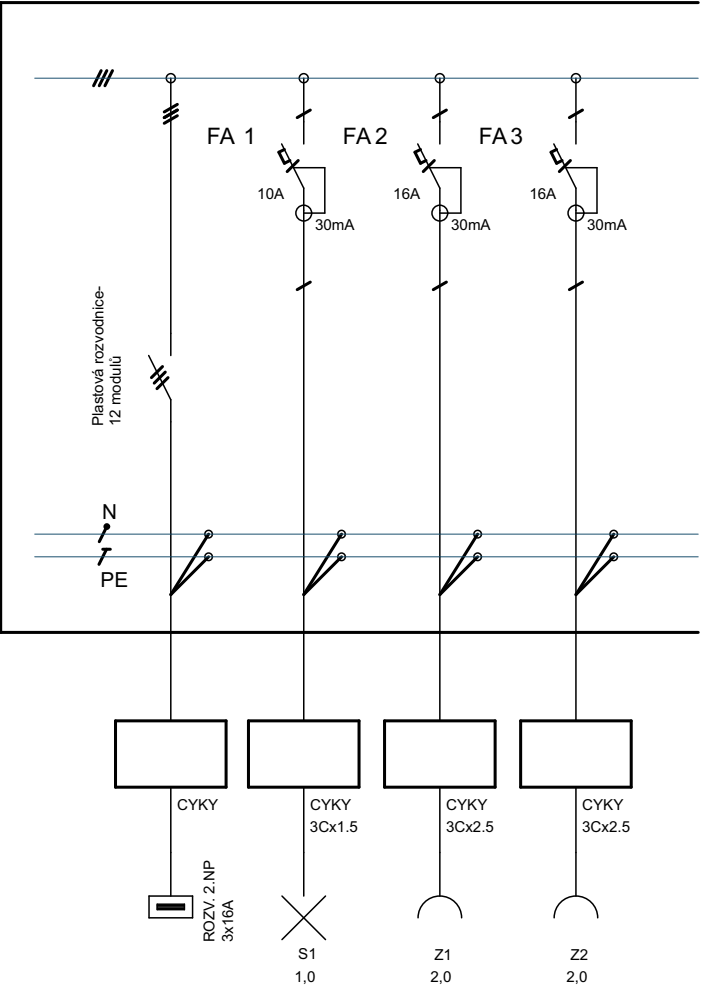 FA 1
FA 2
FA 3
10A
16A
16A
30mA
30mA
30mA
Plastová rozvodnice-
12 modulů
N
PE
CYKY
CYKY
3Cx1.5
CYKY
3Cx2.5
CYKY
3Cx2.5
ROZV. 2.NP
3x16A
S1
1,0
Z1
2,0
Z2
2,0